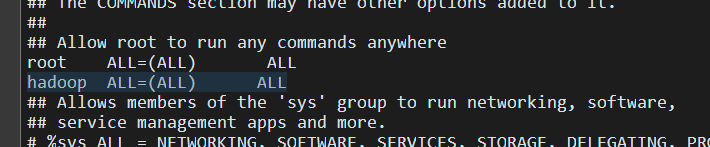 ## The COMMANDS section may have other options added to it.
##
## Allow root to run any commands anywhere
root    ALL=(ALL)       ALL
hadoop  ALL=(ALL)       ALL
## Allows members of the 'sys' group to run networking, software,
## service management apps and more.
# %sys ALL = NETWORKING, SOFTWARE, SERVICES, STORAGE, DELEGATING,